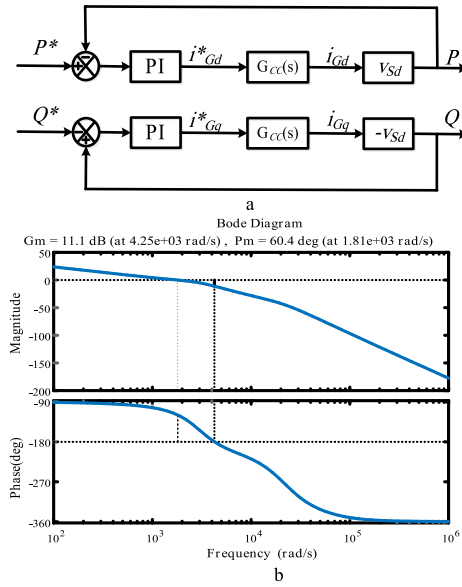 P* − + PI i*Gd GCC(s) iGd vSd P
Q* − + PI i*Gq GCC(s) iGq -vSd Q
a
Bode Diagram
Gm = 11.1 dB (at 4.25e+03 rad/s) , Pm = 60.4 deg (at 1.81e+03 rad/s)
Magnitude
50
0
-50
-100
-150
-200
Phase(deg)
-90
-180
-270
-360
10^2 10^3 10^4 10^5 10^6
Frequency (rad/s)
b